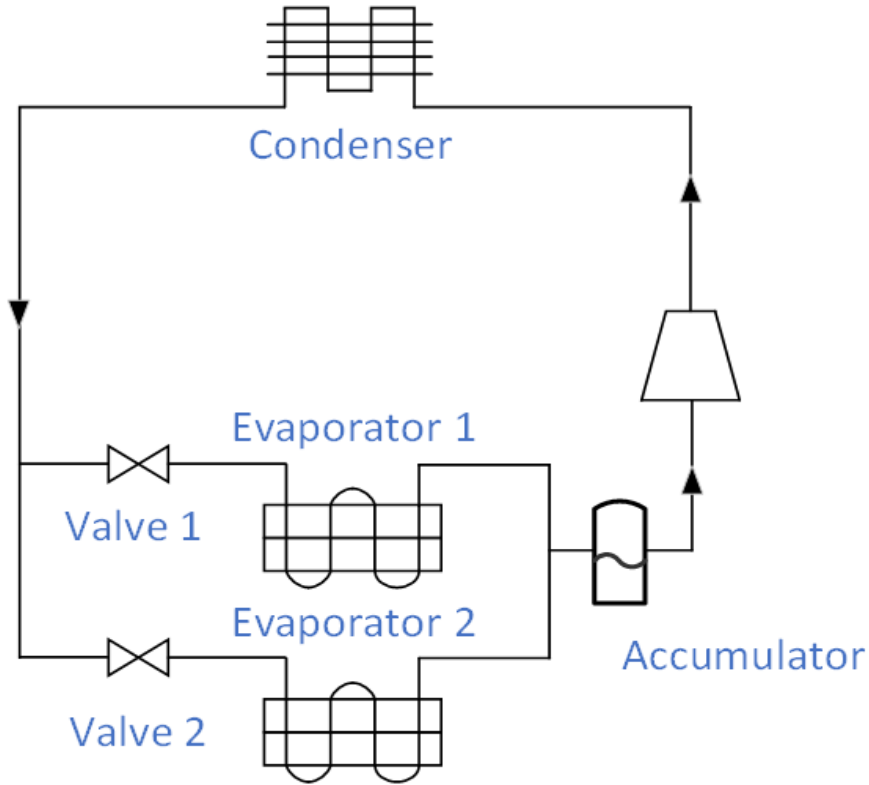 Condenser
Evaporator 1
Valve 1
Evaporator 2
Accumulator
Valve 2